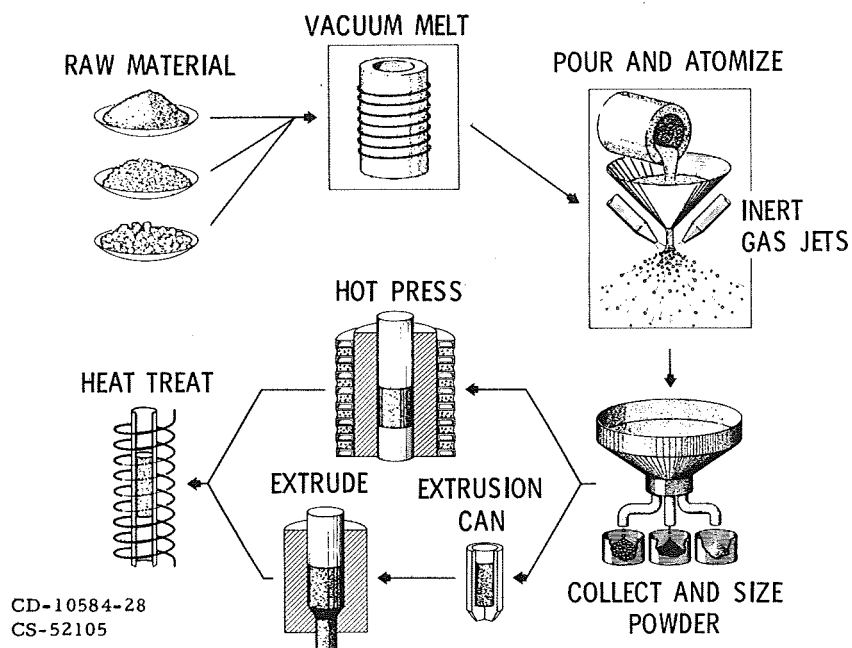 VACUUM MELT
RAW MATERIAL
POUR AND ATOMIZE
INERT
GAS JETS
HOT PRESS
HEAT TREAT
EXTRUDE
EXTRUSION
CAN
COLLECT AND SIZE
POWDER
CD-10584-28
CS-52105